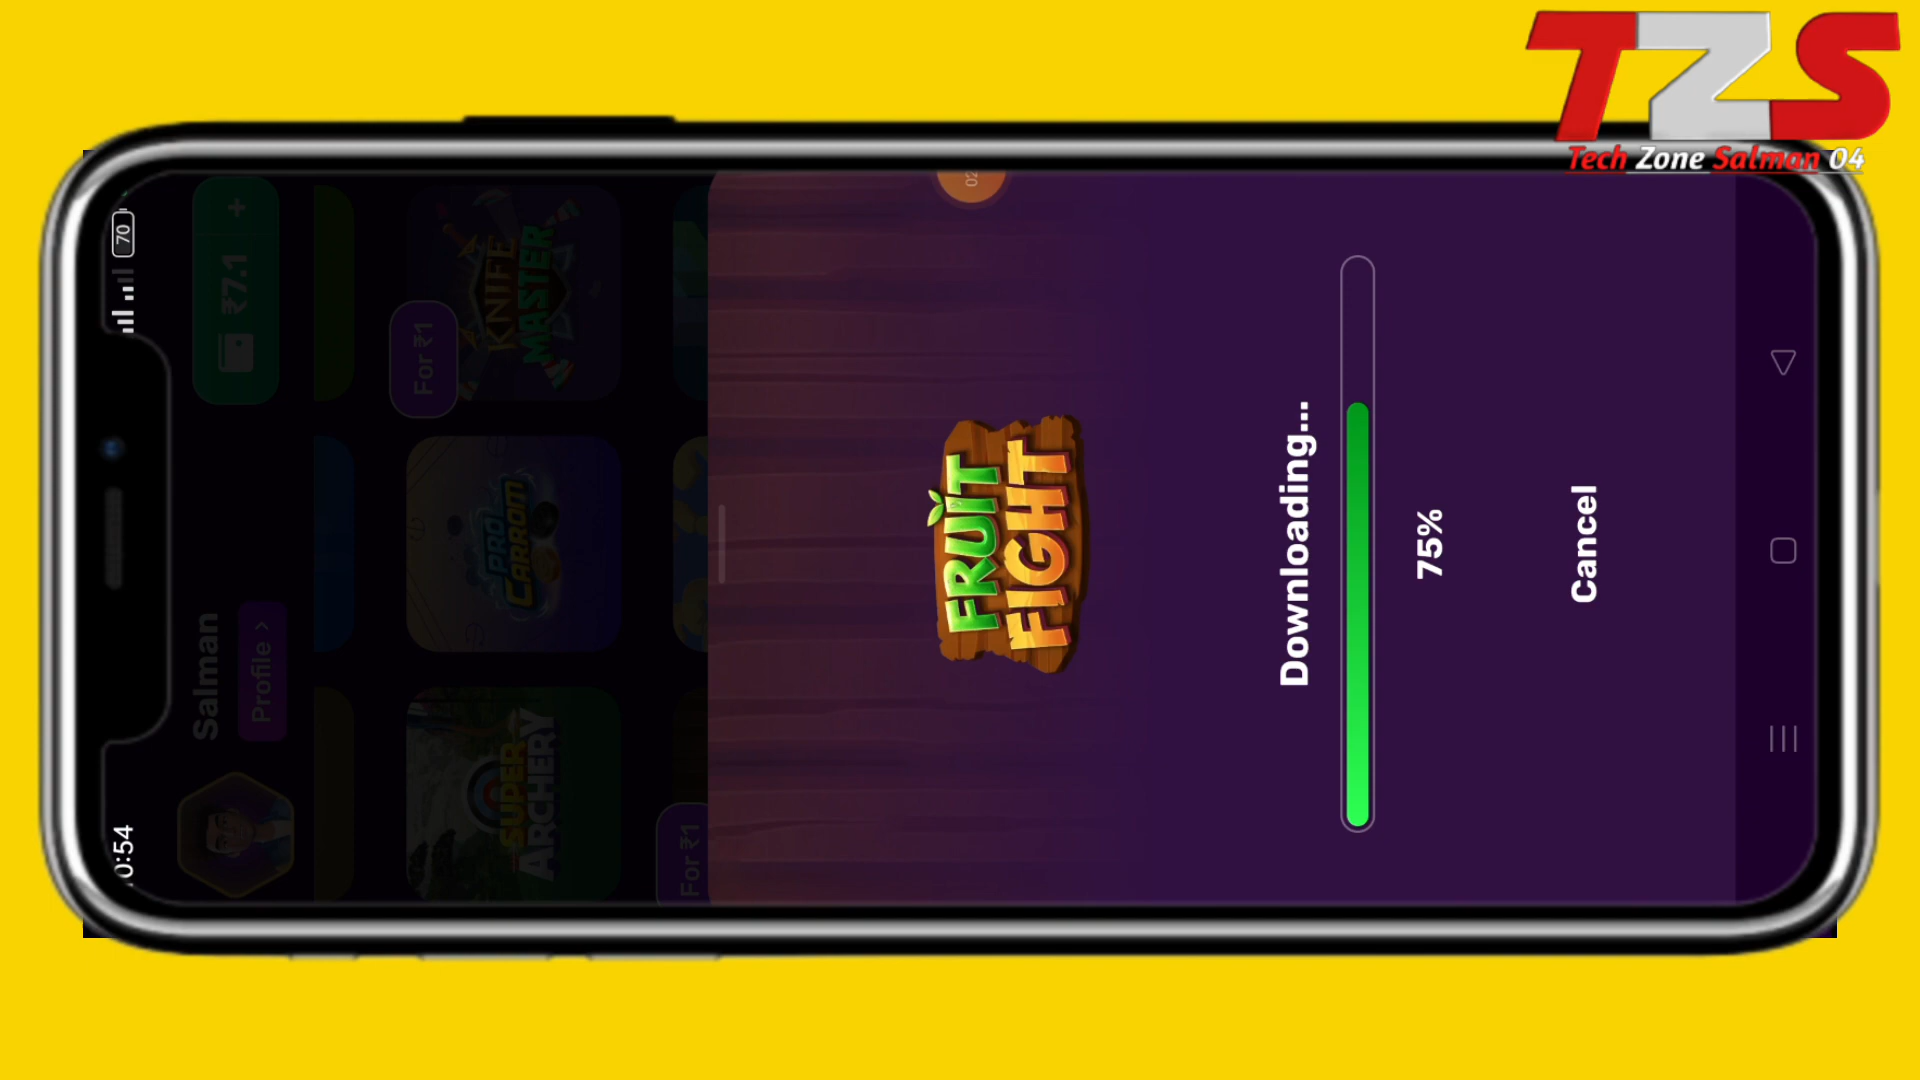 TZS
Tech Zone Salman 04
0:54
70
Salman
Profile >
₹7.1 +
SUPER
ARCHERY
PRO
CARROM
KNIFE
MASTER
For ₹1
For ₹1
02
FRUIT
FIGHT
Downloading...
75%
Cancel